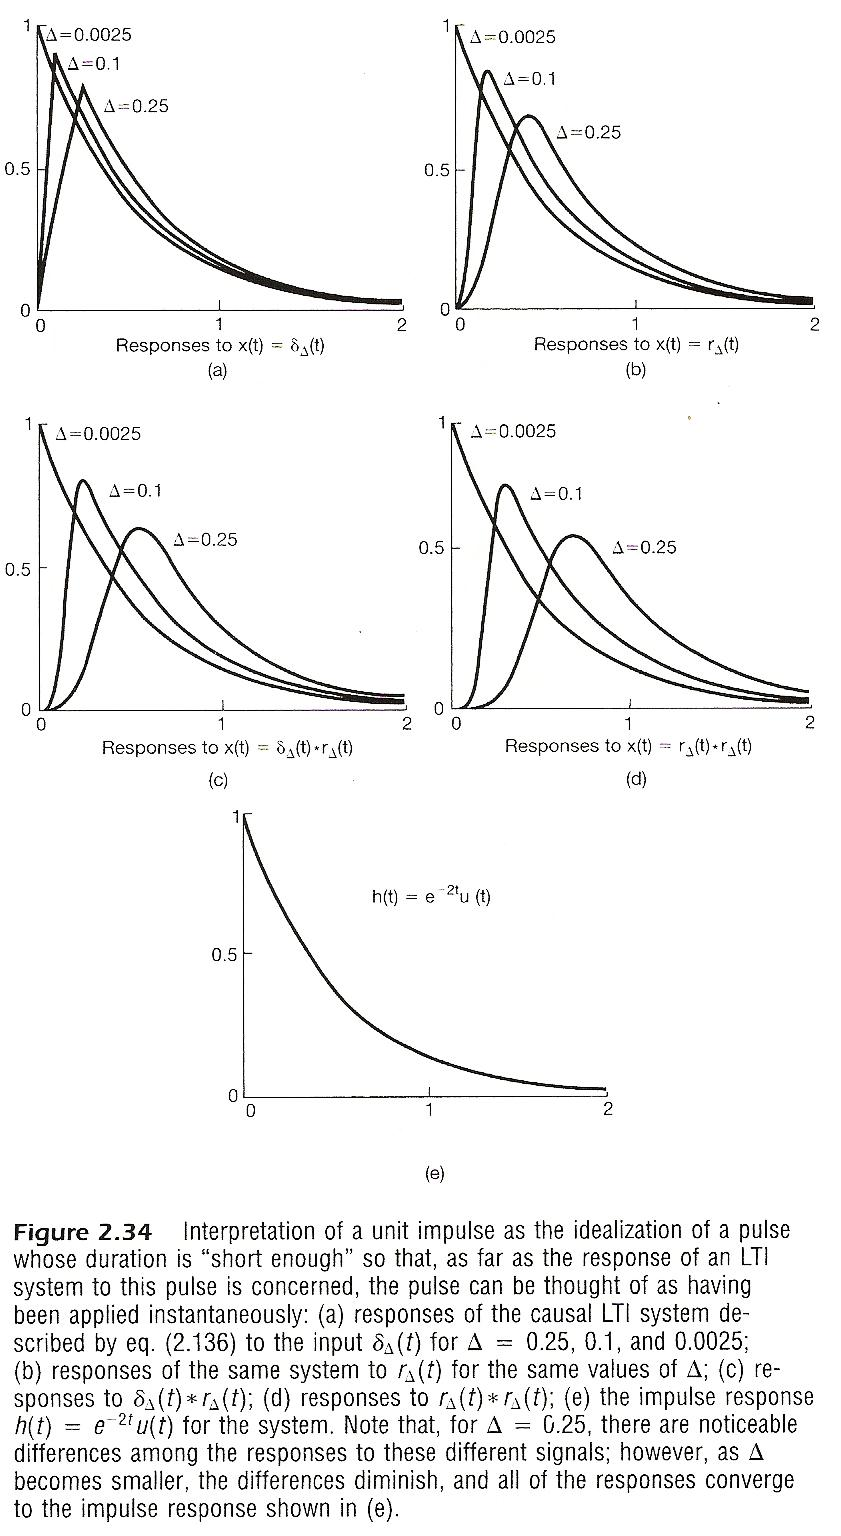 1
Δ=0.0025
Δ=0.1
Δ=0.25
0.5
0
0 1 2
Responses to x(t) = δ_Δ(t)
(a)
1
Δ=0.0025
Δ=0.1
Δ=0.25
0.5
0
0 1 2
Responses to x(t) = r_Δ(t)
(b)
1
Δ=0.0025
Δ=0.1
Δ=0.25
0.5
0
0 1 2
Responses to x(t) = δ_Δ(t)*r_Δ(t)
(c)
1
Δ=0.0025
Δ=0.1
Δ=0.25
0.5
0
0 1 2
Responses to x(t) = r_Δ(t)*r_Δ(t)
(d)
1
h(t) = e^-2t u (t)
0.5
0
0 1 2
(e)
Figure 2.34 Interpretation of a unit impulse as the idealization of a pulse
whose duration is “short enough” so that, as far as the response of an LTI
system to this pulse is concerned, the pulse can be thought of as having
been applied instantaneously: (a) responses of the causal LTI system de-
scribed by eq. (2.136) to the input δ_Δ(t) for Δ = 0.25, 0.1, and 0.0025;
(b) responses of the same system to r_Δ(t) for the same values of Δ; (c) re-
sponses to δ_Δ(t)*r_Δ(t); (d) responses to r_Δ(t)*r_Δ(t); (e) the impulse response
h(t) = e^-2t u(t) for the system. Note that, for Δ = 0.25, there are noticeable
differences among the responses to these different signals; however, as Δ
becomes smaller, the differences diminish, and all of the responses converge
to the impulse response shown in (e).